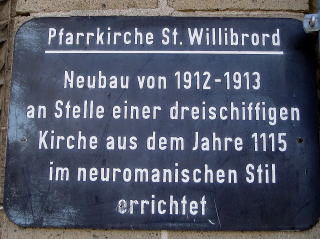 Pfarrkirche St. Willibrord
Neubau von 1912-1913
an Stelle einer dreischiffigen
Kirche aus dem Jahre 1115
im neuromanischen Stil
errichtet